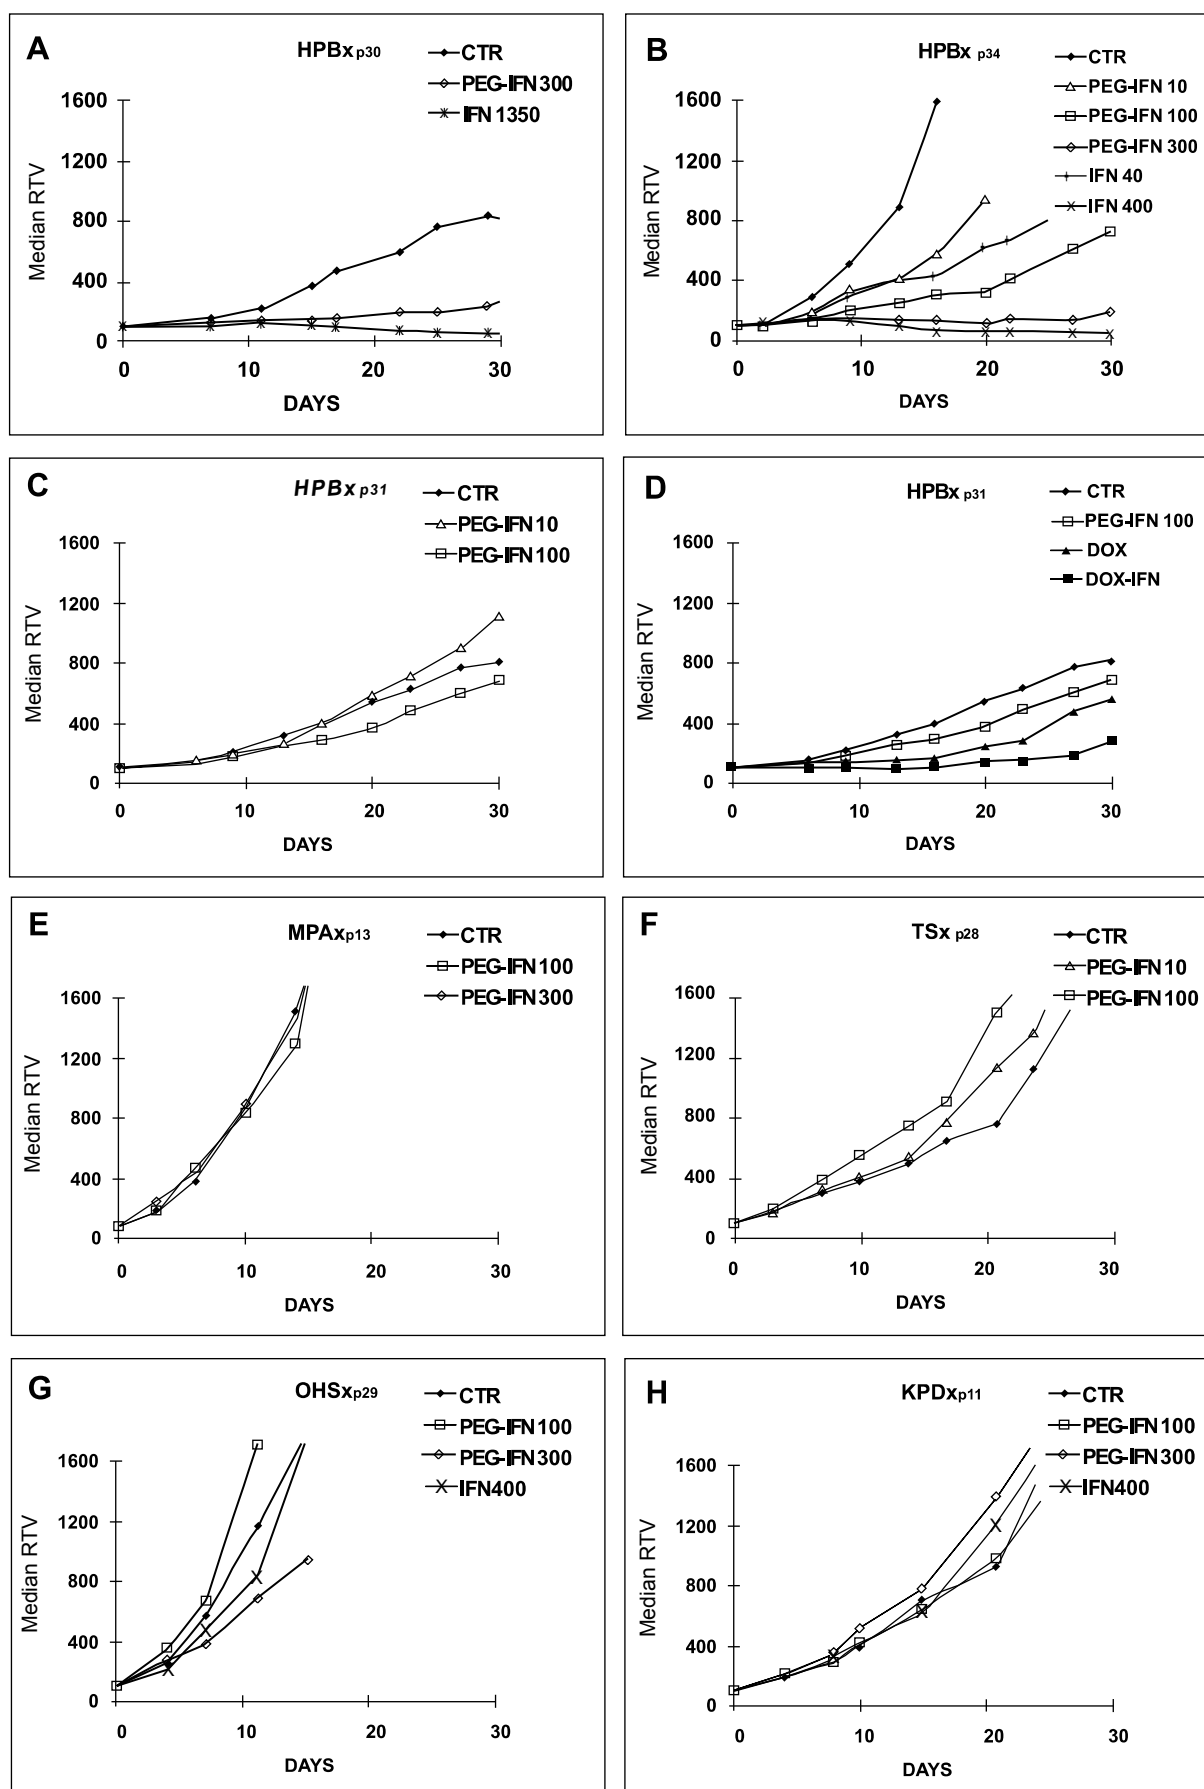 A
HPBx p30
CTR
PEG-IFN 300
IFN 1350
Median RTV
1600
1200
800
400
0
0 10 20 30
DAYS
B
HPBx p34
CTR
PEG-IFN 10
PEG-IFN 100
PEG-IFN 300
IFN 40
IFN 400
Median RTV
1600
1200
800
400
0
0 10 20 30
DAYS
C
HPBx p31
CTR
PEG-IFN 10
PEG-IFN 100
Median RTV
1600
1200
800
400
0
0 10 20 30
DAYS
D
HPBx p31
CTR
PEG-IFN 100
DOX
DOX-IFN
Median RTV
1600
1200
800
400
0
0 10 20 30
DAYS
E
MPAxp13
CTR
PEG-IFN 100
PEG-IFN 300
Median RTV
1600
1200
800
400
0
0 10 20 30
DAYS
F
TSx p28
CTR
PEG-IFN 10
PEG-IFN 100
Median RTV
1600
1200
800
400
0
0 10 20 30
DAYS
G
OHSxp29
CTR
PEG-IFN 100
PEG-IFN 300
IFN400
Median RTV
1600
1200
800
400
0
0 10 20 30
DAYS
H
KPDxp11
CTR
PEG-IFN 100
PEG-IFN 300
IFN400
Median RTV
1600
1200
800
400
0
0 10 20 30
DAYS